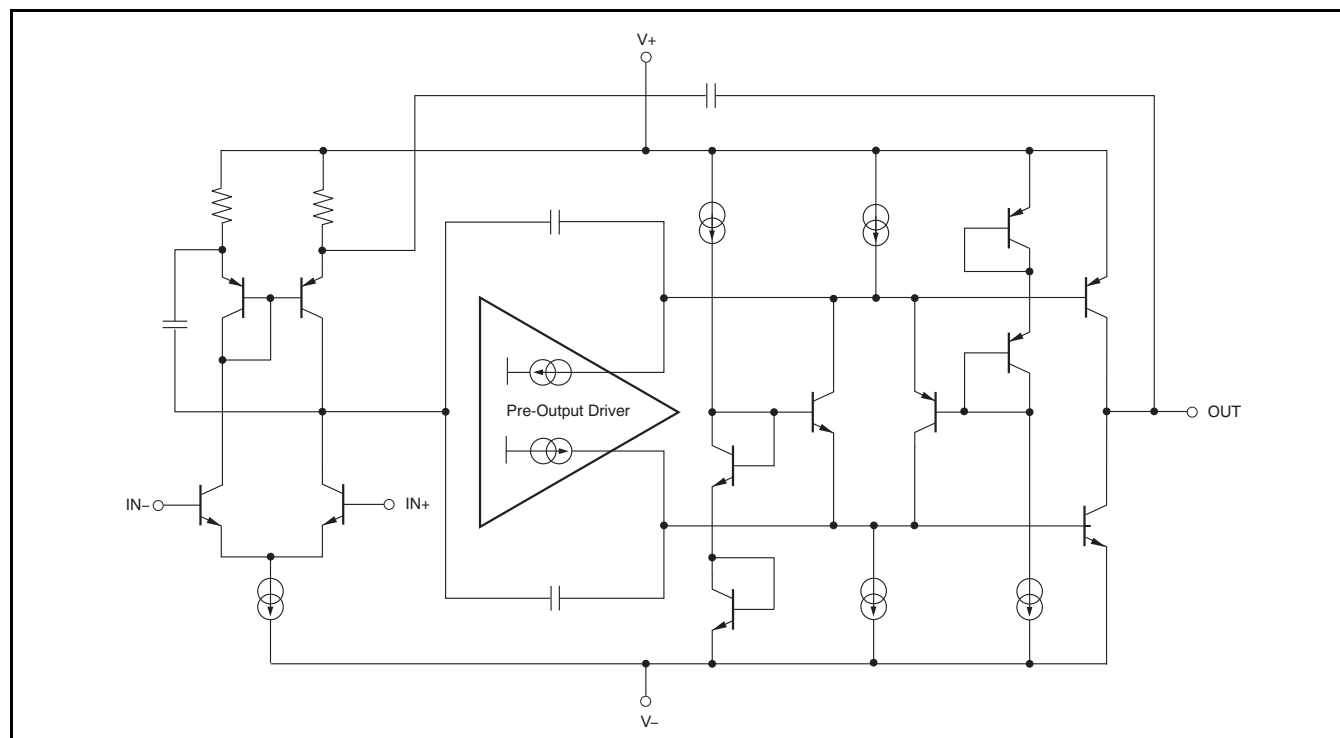 V+
Pre-Output Driver
OUT
IN–
IN+
V–